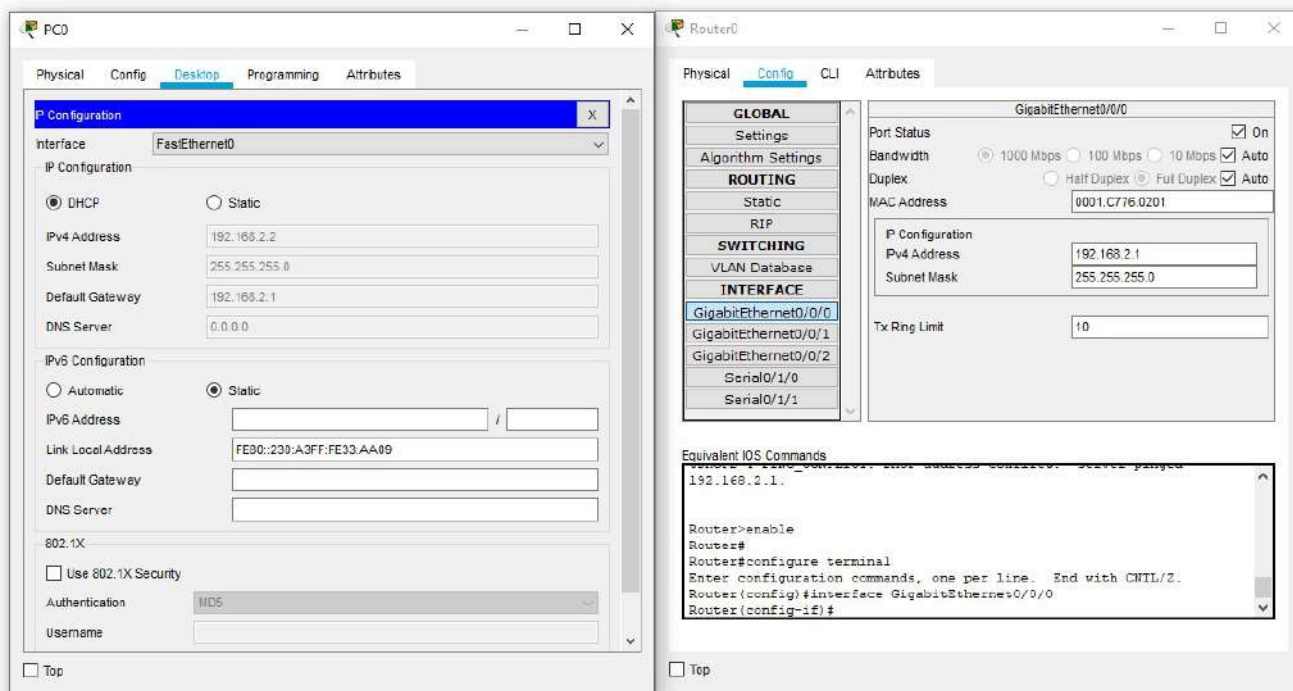 PC0
Physical Config Desktop Programming Attributes
IP Configuration X
Interface FastEthernet0
IP Configuration
DHCP Static
IPv4 Address 192.168.2.2
Subnet Mask 255.255.255.0
Default Gateway 192.168.2.1
DNS Server 0.0.0.0
IPv6 Configuration
Automatic Static
IPv6 Address /
Link Local Address FE80::230:A3FF:FE33:AA09
Default Gateway
DNS Server
802.1X
Use 802.1X Security
Authentication MD5
Username
Top
Router0
Physical Config CLI Attributes
GLOBAL
Settings
Algorithm Settings
ROUTING
Static
RIP
SWITCHING
VLAN Database
INTERFACE
GigabitEthernet0/0/0
GigabitEthernet0/0/1
GigabitEthernet0/0/2
Serial0/1/0
Serial0/1/1
GigabitEthernet0/0/0
Port Status On
Bandwidth 1000 Mbps 100 Mbps 10 Mbps Auto
Duplex Half Duplex Full Duplex Auto
MAC Address 0001.C776.0201
IP Configuration
IPv4 Address 192.168.2.1
Subnet Mask 255.255.255.0
Tx Ring Limit 10
Equivalent IOS Commands
192.168.2.1.
Router>enable
Router#
Router#configure terminal
Enter configuration commands, one per line. End with CNTL/Z.
Router(config)#interface GigabitEthernet0/0/0
Router(config-if)#
Top